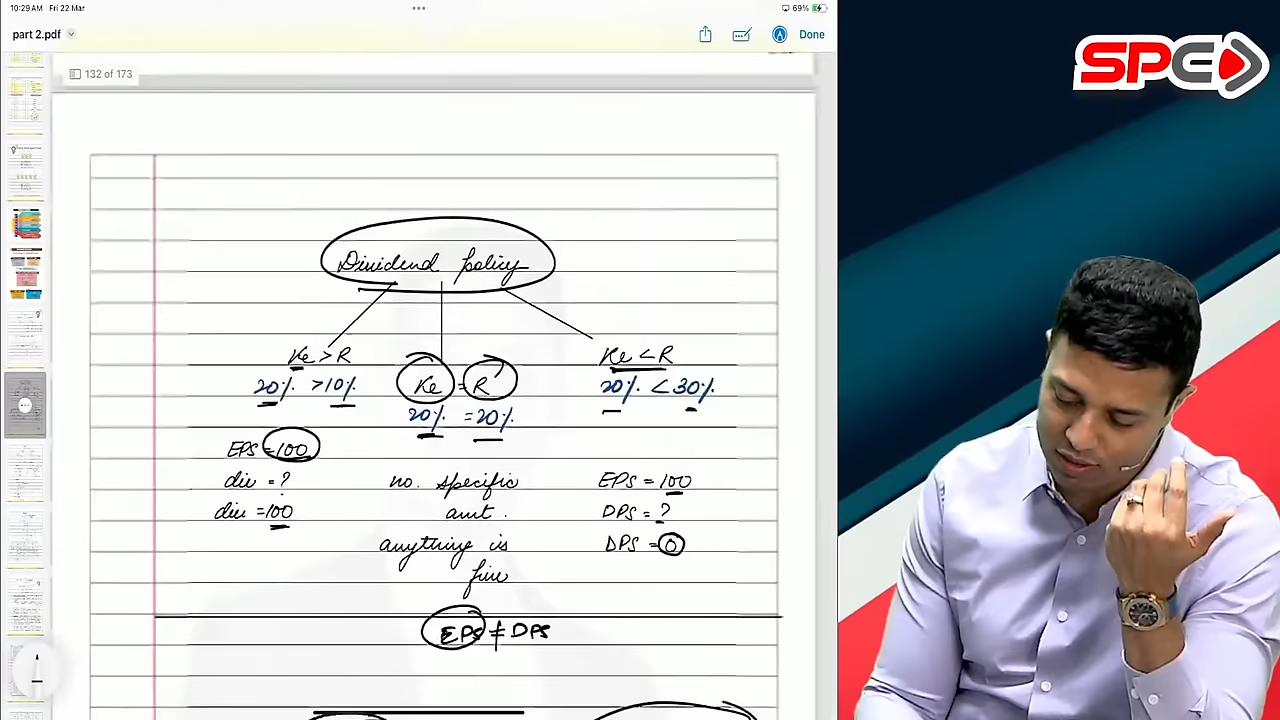 10:29 AM Fri 22 Mar
69%
part 2.pdf
Done
132 of 173
SPC
Dividend policy
Ke > R
Ke = R
Ke < R
20% > 10%
20% = 20%
20% < 30%
EPS = 100
div = ?
div = 100
no. specific
amt.
anything is
fine
EPS = 100
DPS = ?
DPS = 0
EPS ≠ DPS